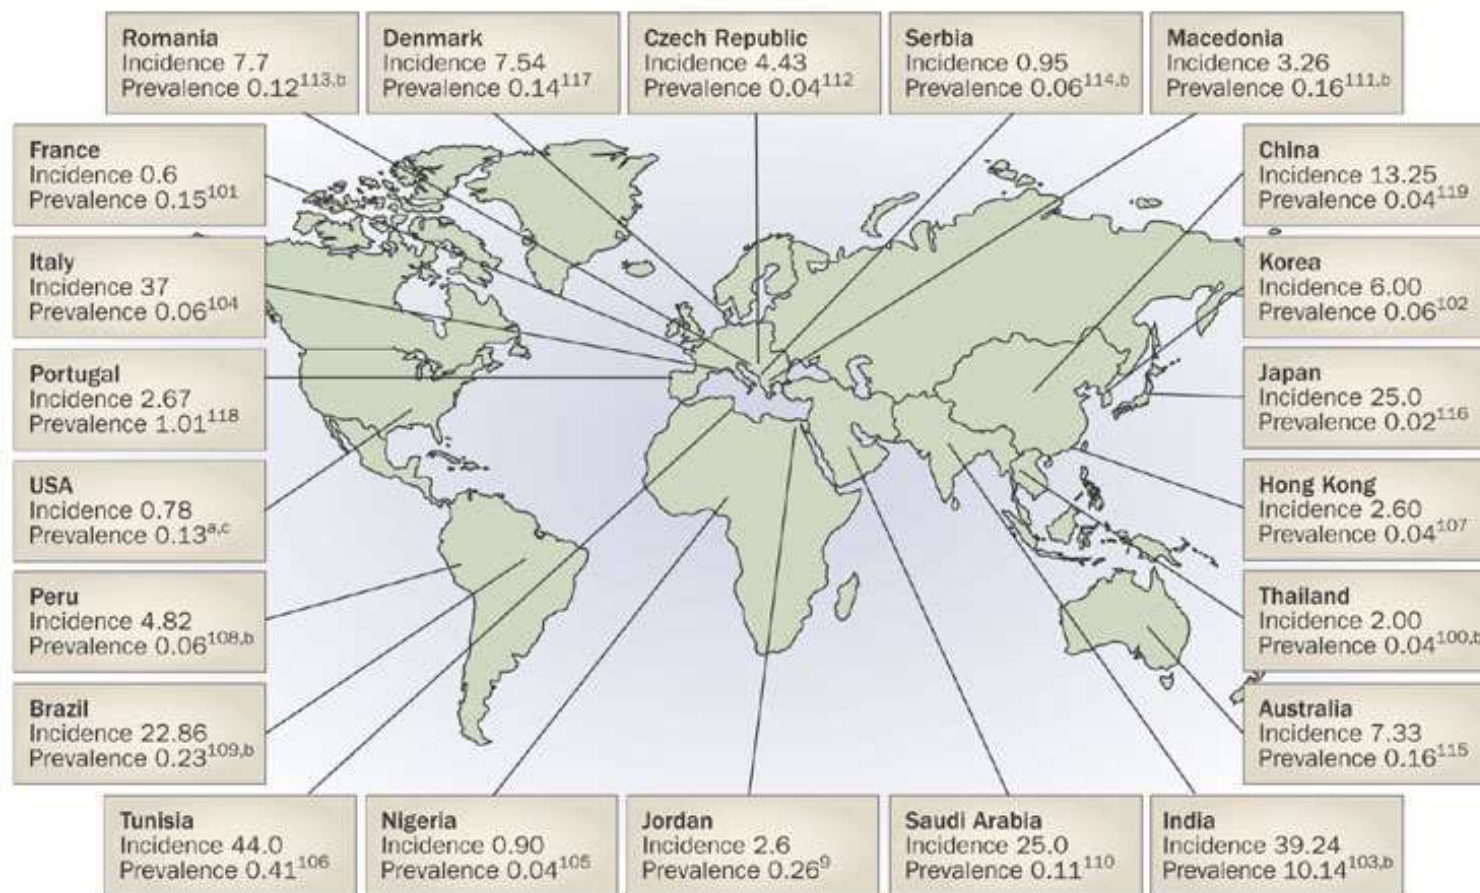 Romania
Incidence 7.7
Prevalence 0.12113,b
Denmark
Incidence 7.54
Prevalence 0.14117
Czech Republic
Incidence 4.43
Prevalence 0.04112
Serbia
Incidence 0.95
Prevalence 0.06114,b
Macedonia
Incidence 3.26
Prevalence 0.16111,b
France
Incidence 0.6
Prevalence 0.15101
Italy
Incidence 37
Prevalence 0.06104
Portugal
Incidence 2.67
Prevalence 1.01118
USA
Incidence 0.78
Prevalence 0.13a,c
Peru
Incidence 4.82
Prevalence 0.06108,b
Brazil
Incidence 22.86
Prevalence 0.23109,b
China
Incidence 13.25
Prevalence 0.04119
Korea
Incidence 6.00
Prevalence 0.06102
Japan
Incidence 25.0
Prevalence 0.02116
Hong Kong
Incidence 2.60
Prevalence 0.04107
Thailand
Incidence 2.00
Prevalence 0.04100,b
Australia
Incidence 7.33
Prevalence 0.16115
Tunisia
Incidence 44.0
Prevalence 0.41106
Nigeria
Incidence 0.90
Prevalence 0.04105
Jordan
Incidence 2.6
Prevalence 0.269
Saudi Arabia
Incidence 25.0
Prevalence 0.11110
India
Incidence 39.24
Prevalence 10.14103,b